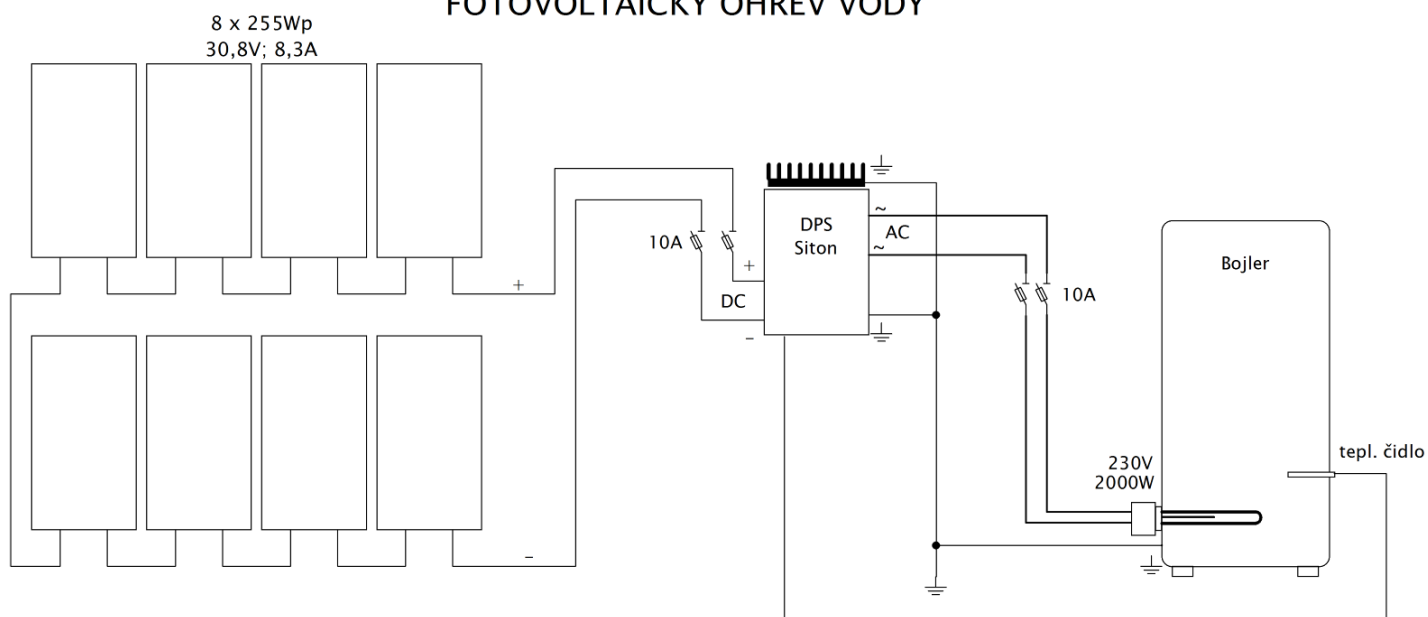 FOTOVOLTAICKÝ OHŘEV VODY
8 x 255Wp
30,8V; 8,3A
+
−
10A
+
DC
−
DPS
Siton
~
AC
~
10A
Bojler
230V
2000W
tepl. čidlo